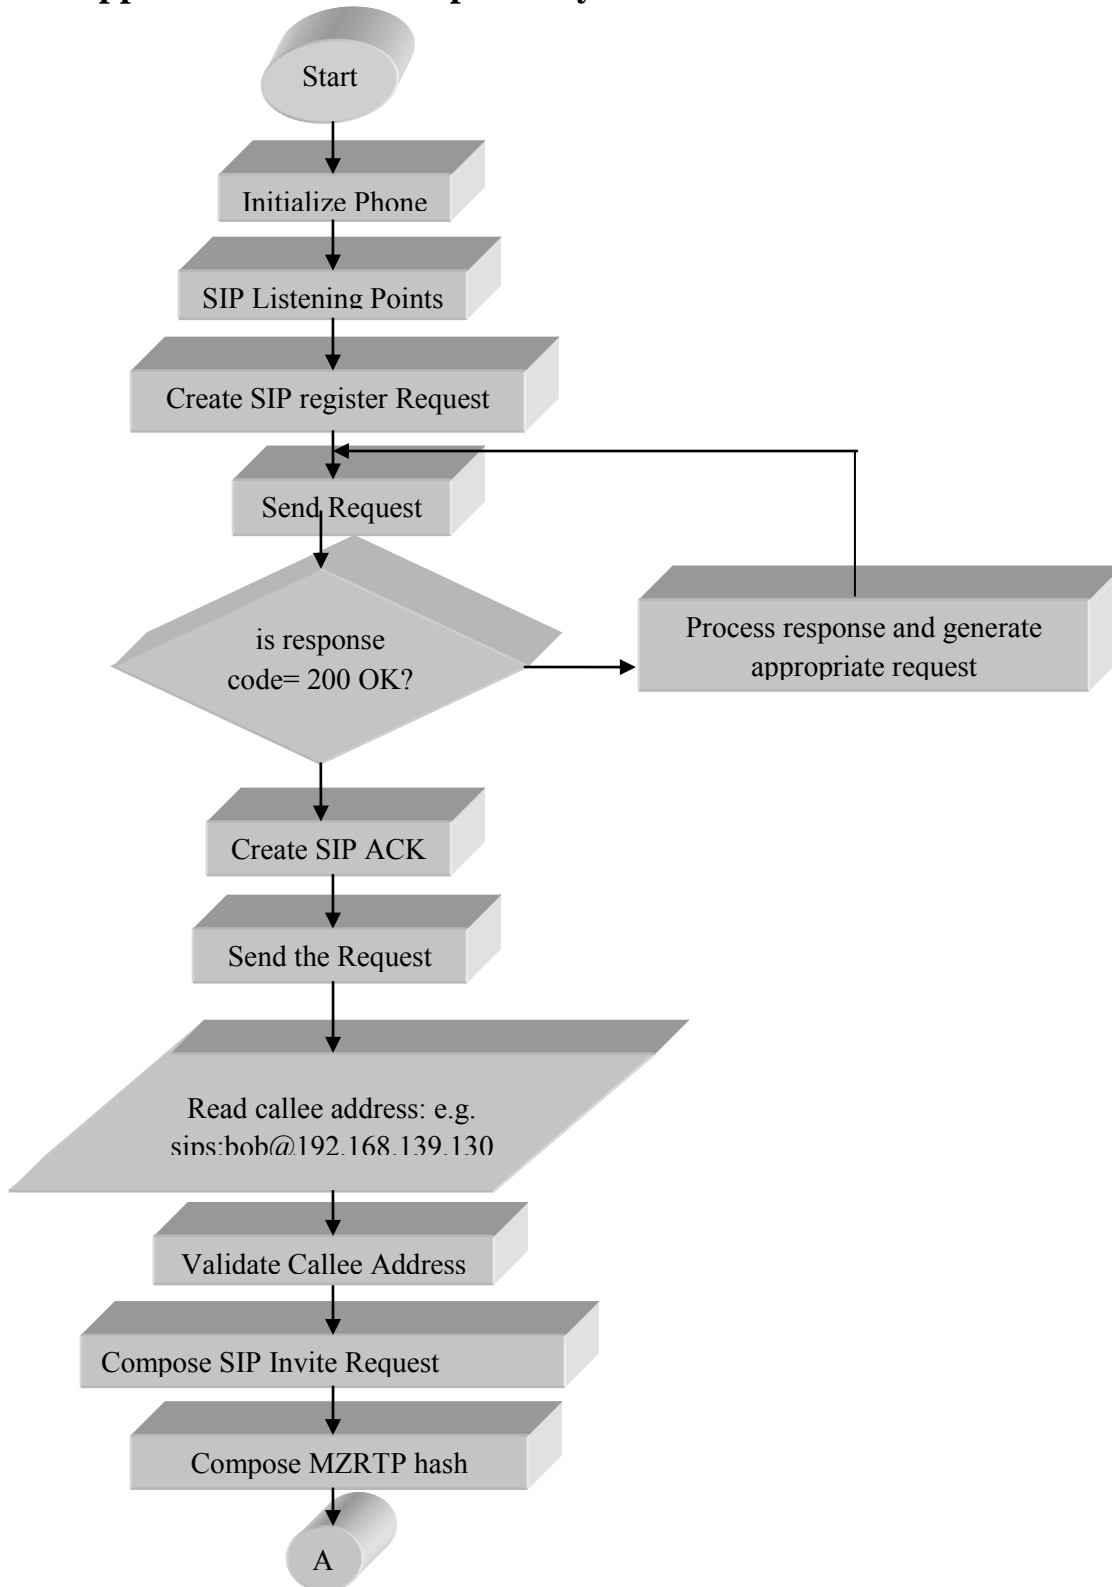 Start
Initialize Phone
SIP Listening Points
Create SIP register Request
Send Request
is response
code= 200 OK?
Process response and generate
appropriate request
Create SIP ACK
Send the Request
Read callee address: e.g.
sips:bob@192.168.139.130
Validate Callee Address
Compose SIP Invite Request
Compose MZRTP hash
A